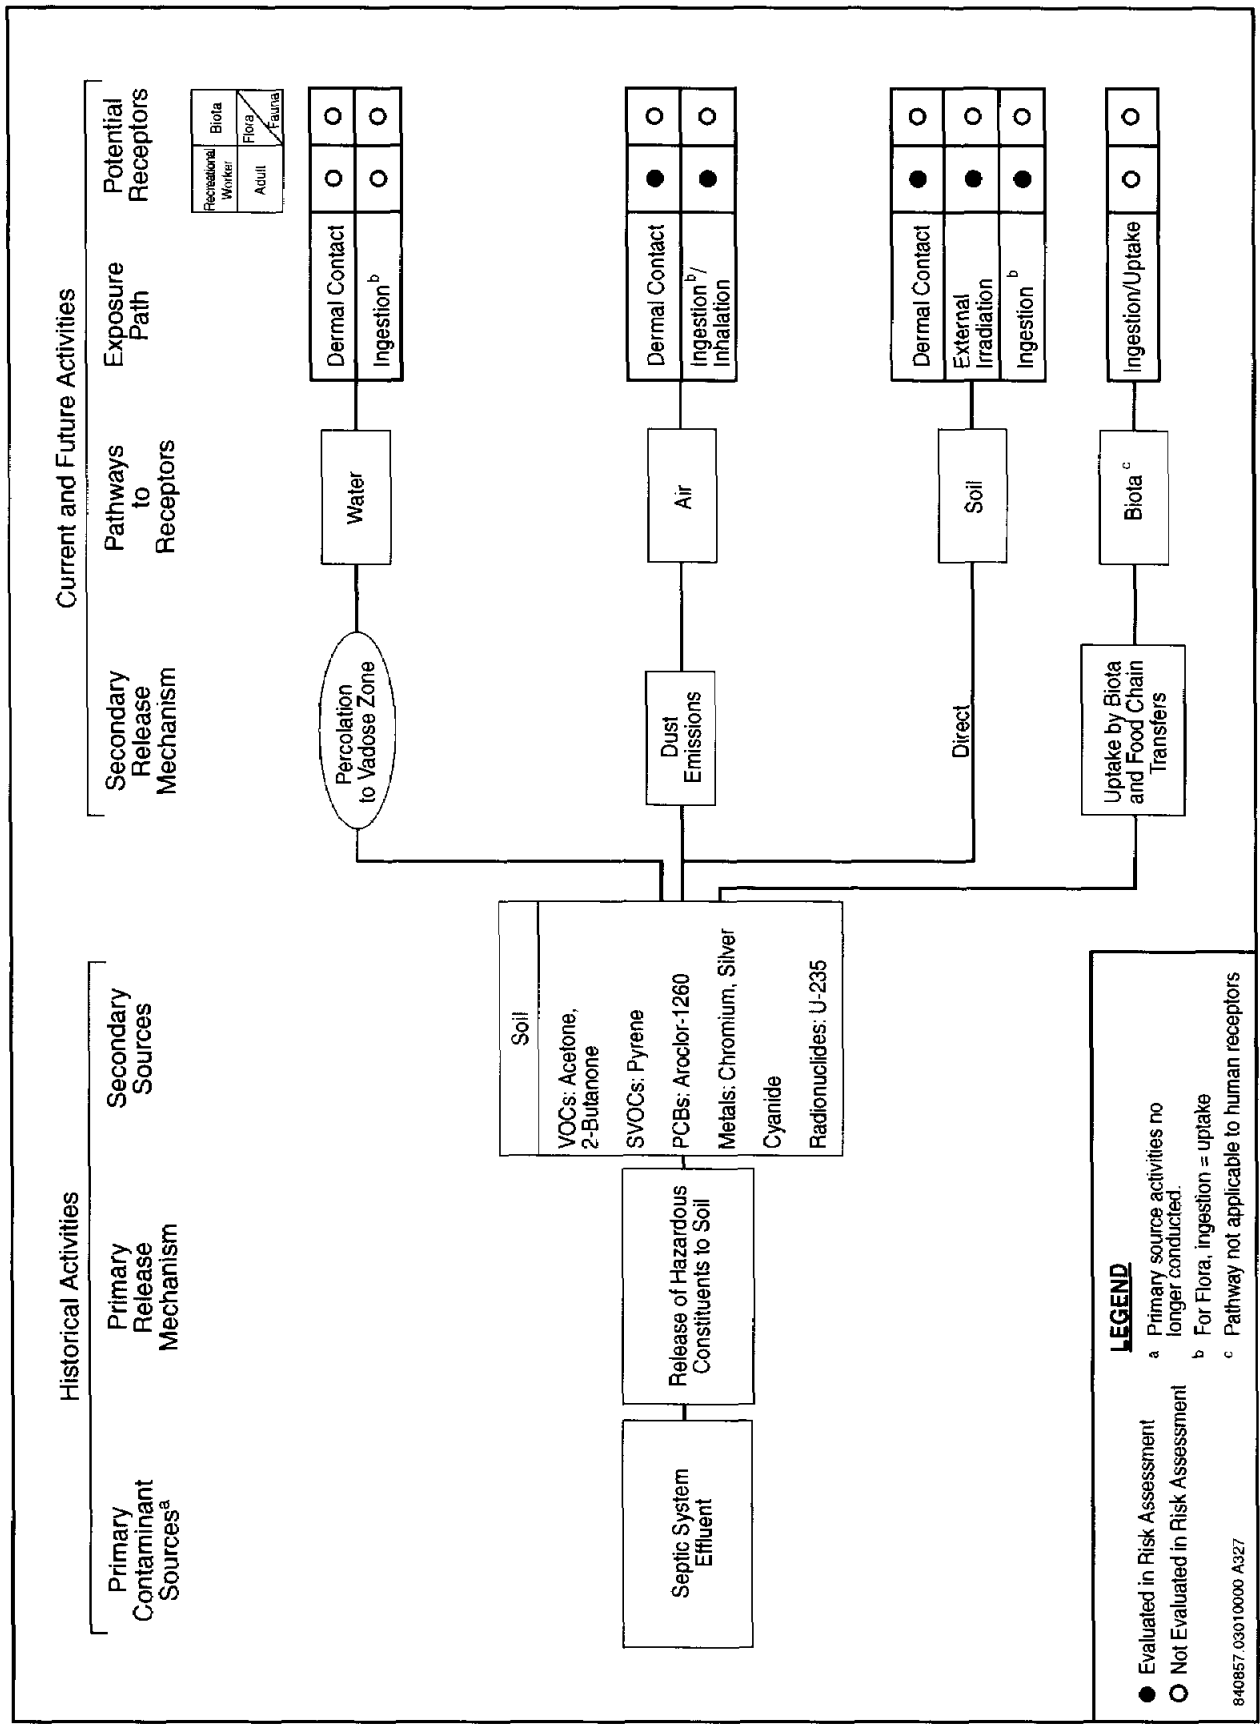 Historical Activities
Current and Future Activities
Primary
Contaminant
Sourcesᵃ
Primary
Release
Mechanism
Secondary
Sources
Secondary
Release
Mechanism
Pathways
to
Receptors
Exposure
Path
Potential
Receptors
Recreational
Worker
Biota
Adult
Flora
Fauna
Septic System
Effluent
Release of Hazardous
Constituents to Soil
Soil
VOCs: Acetone,
2-Butanone
SVOCs: Pyrene
PCBs: Aroclor-1260
Metals: Chromium, Silver
Cyanide
Radionuclides: U-235
Percolation
to Vadose Zone
Water
Dermal Contact
Ingestionᵇ
Dust
Emissions
Air
Dermal Contact
Ingestionᵇ/
Inhalation
Direct
Soil
Dermal Contact
External
Irradiation
Ingestionᵇ
Uptake by Biota
and Food Chain
Transfers
Biotaᶜ
Ingestion/Uptake
LEGEND
● Evaluated in Risk Assessment
○ Not Evaluated in Risk Assessment
a Primary source activities no
longer conducted.
b For Flora, ingestion = uptake
c Pathway not applicable to human receptors
840857.03010000 A327